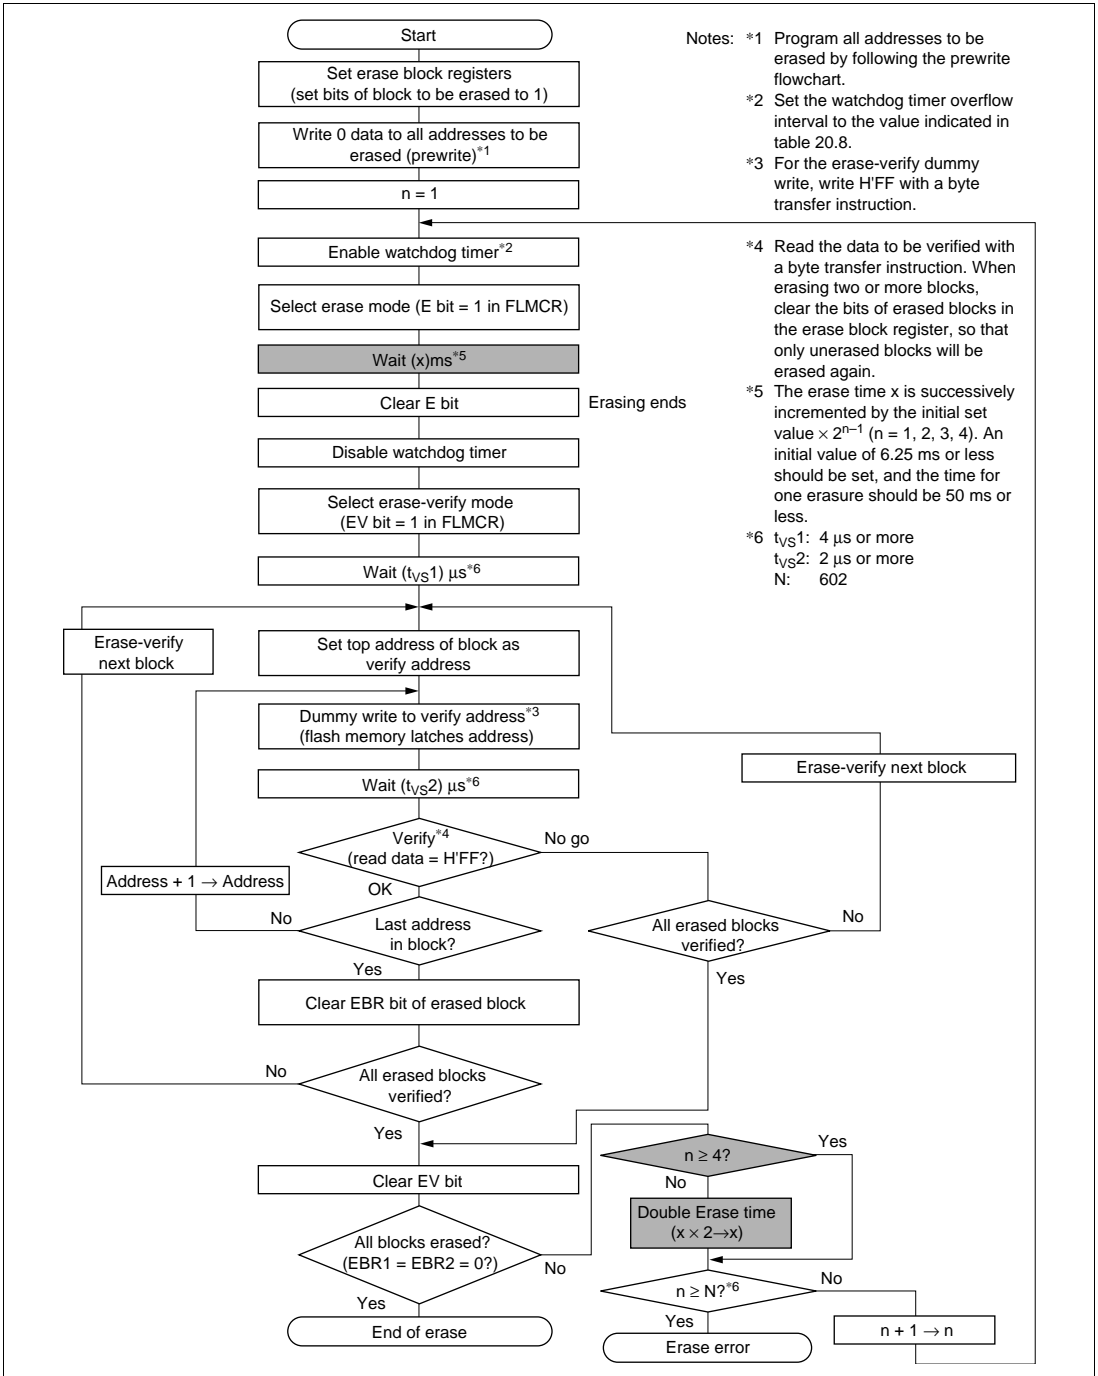 Start
Set erase block registers
(set bits of block to be erased to 1)
Write 0 data to all addresses to be
erased (prewrite)*1
n = 1
Enable watchdog timer*2
Select erase mode (E bit = 1 in FLMCR)
Wait (x)ms*5
Clear E bit
Erasing ends
Disable watchdog timer
Select erase-verify mode
(EV bit = 1 in FLMCR)
Wait (tVS1) μs*6
Erase-verify
next block
Set top address of block as
verify address
Dummy write to verify address*3
(flash memory latches address)
Wait (tVS2) μs*6
Erase-verify next block
Verify*4
(read data = H'FF?)
No go
OK
Address + 1 → Address
No
Last address
in block?
Yes
All erased blocks
verified?
No
Yes
Clear EBR bit of erased block
No
All erased blocks
verified?
Yes
Clear EV bit
n ≥ 4?
Yes
No
Double Erase time
(x × 2→x)
All blocks erased?
(EBR1 = EBR2 = 0?)
No
Yes
n ≥ N?*6
No
Yes
n + 1 → n
End of erase
Erase error
Notes: *1 Program all addresses to be
erased by following the prewrite
flowchart.
*2 Set the watchdog timer overflow
interval to the value indicated in
table 20.8.
*3 For the erase-verify dummy
write, write H'FF with a byte
transfer instruction.
*4 Read the data to be verified with
a byte transfer instruction. When
erasing two or more blocks,
clear the bits of erased blocks in
the erase block register, so that
only unerased blocks will be
erased again.
*5 The erase time x is successively
incremented by the initial set
value × 2n–1 (n = 1, 2, 3, 4). An
initial value of 6.25 ms or less
should be set, and the time for
one erasure should be 50 ms or
less.
*6 tVS1: 4 μs or more
tVS2: 2 μs or more
N: 602